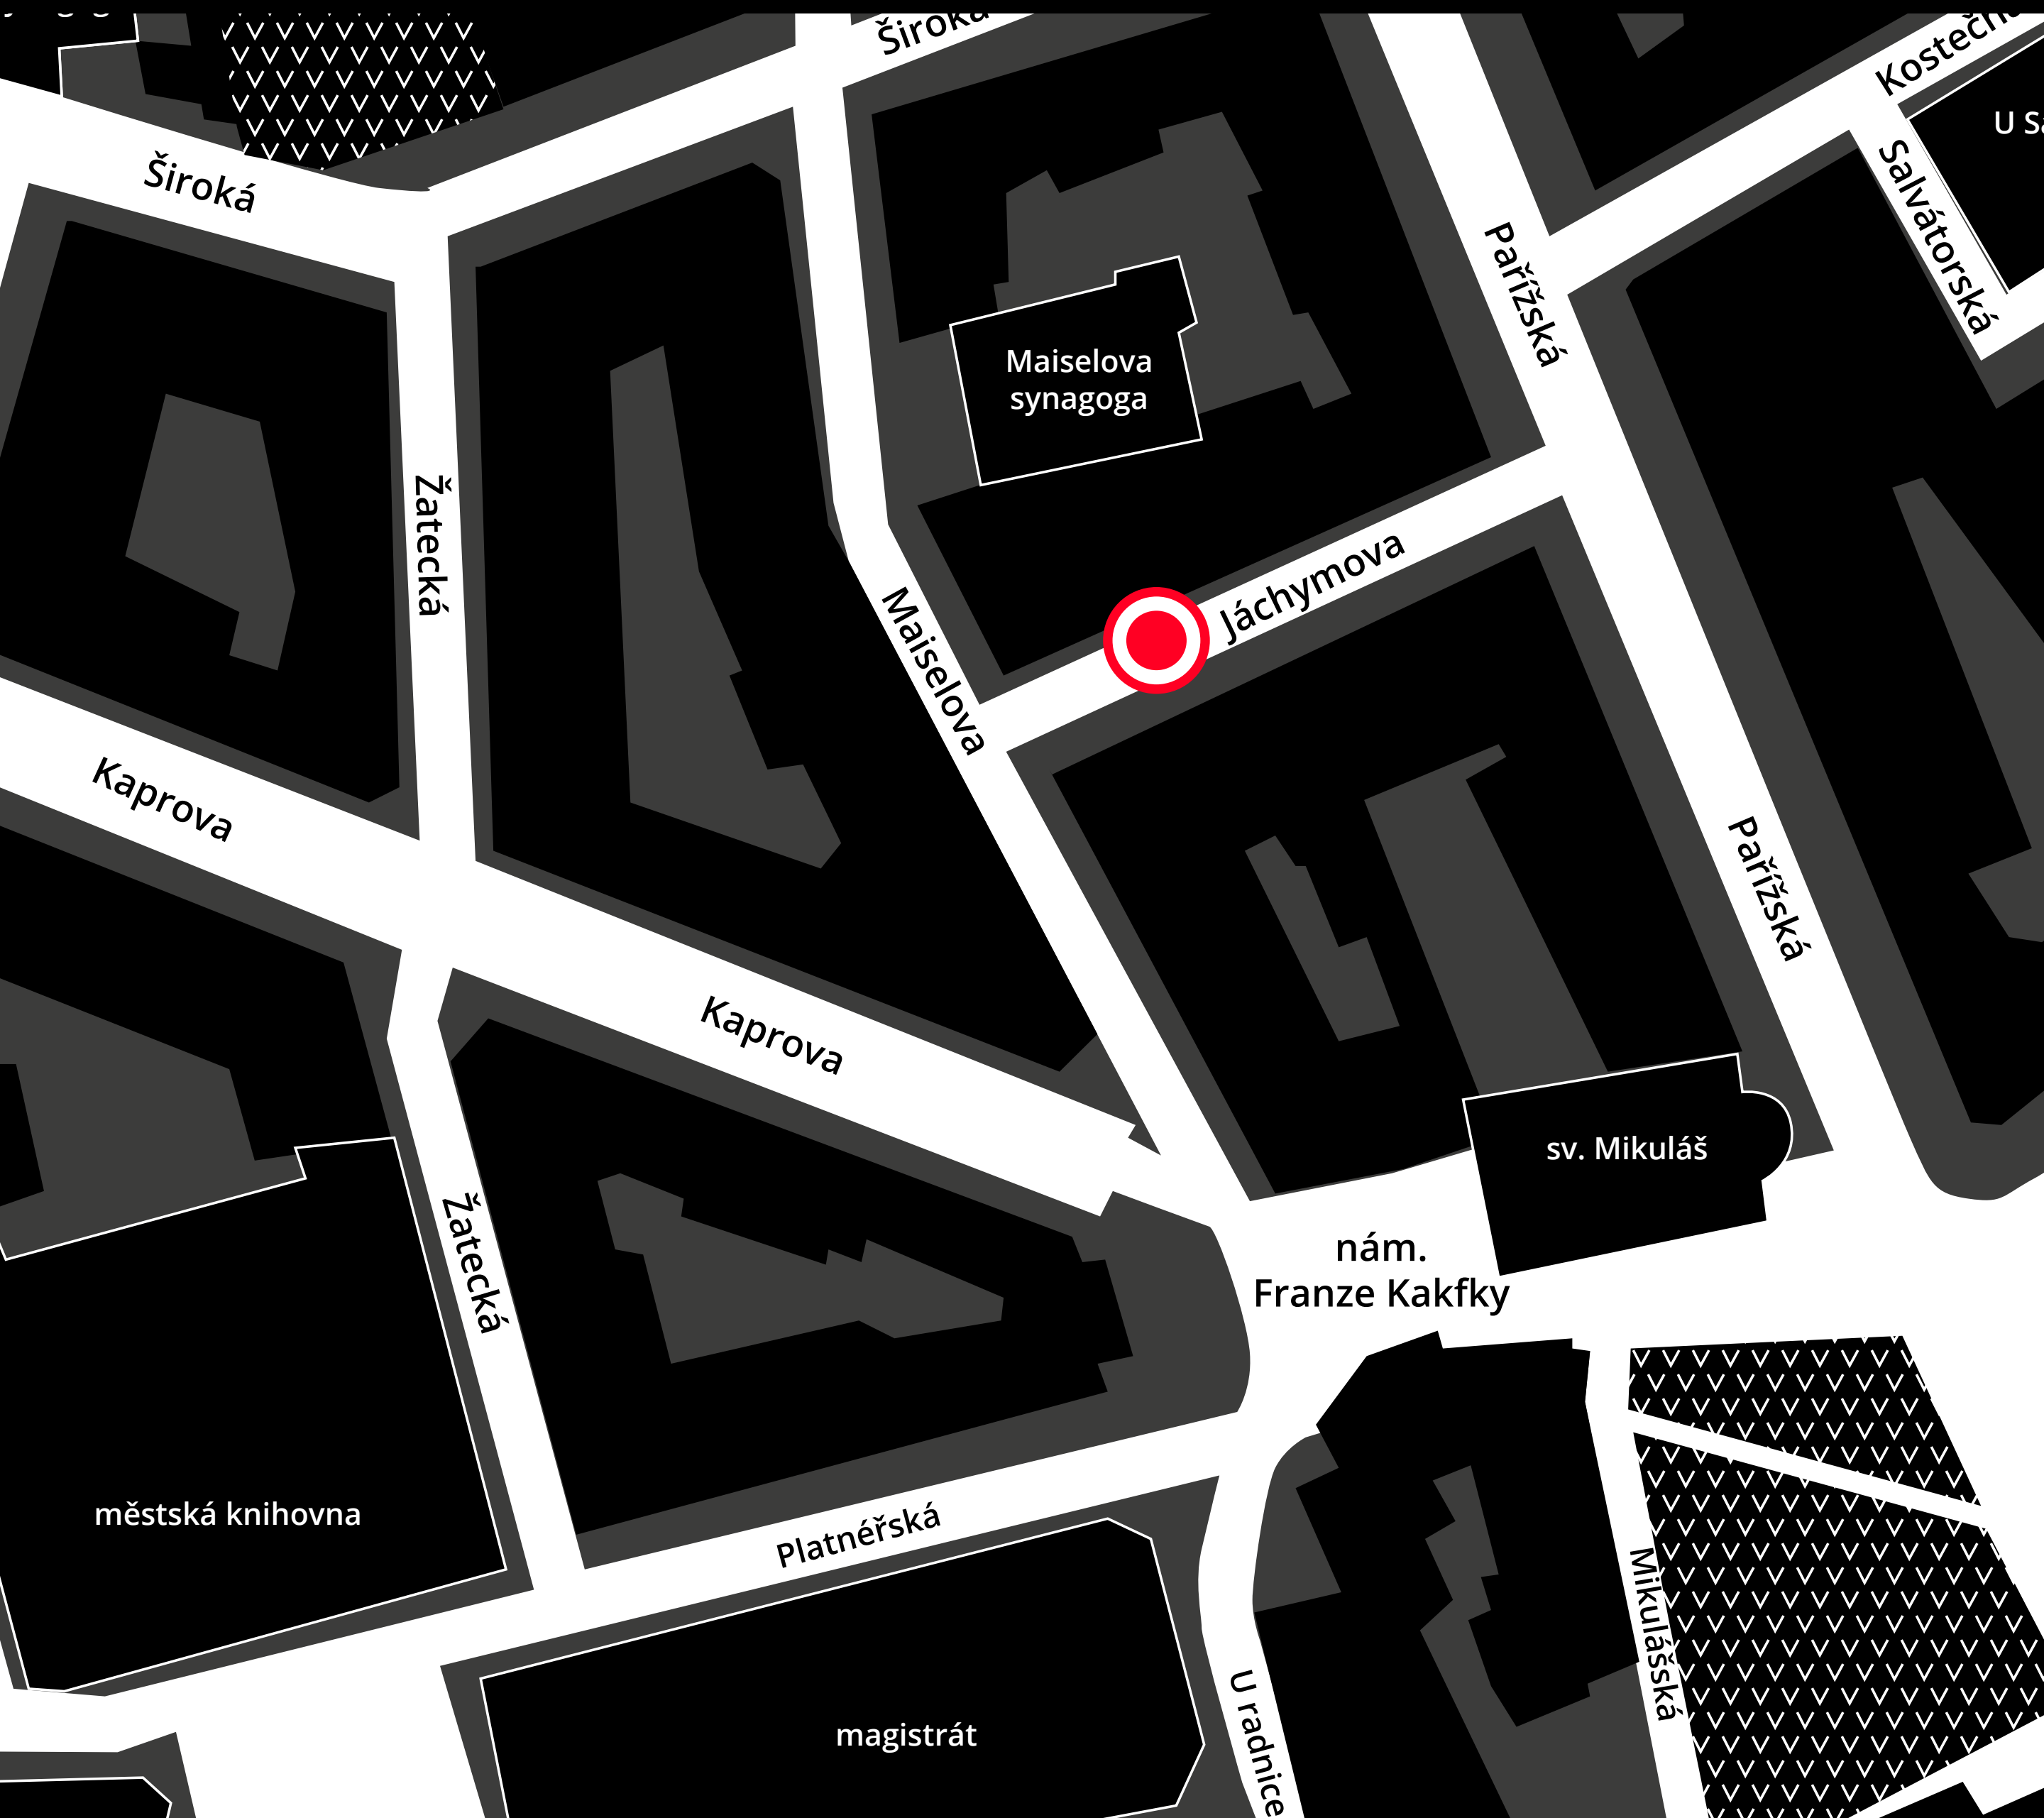 Široká
Široká
Pařížská
Salvátorská
Maiselova
synagoga
Žatecká
Jáchymova
Maiselova
Kaprova
Pařížská
Kaprova
sv. Mikuláš
Žatecká
nám.
Franze Kakfky
městská knihovna
Platnéřská
Mikulášská
magistrát
U radnice